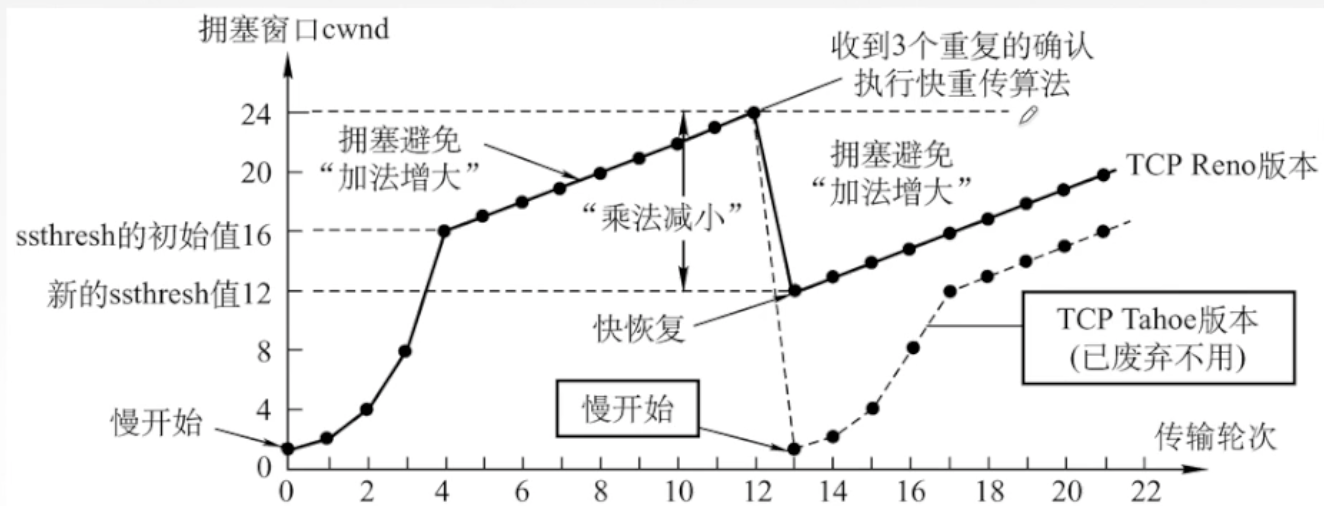 拥塞窗口cwnd
收到3个重复的确认
执行快重传算法
24
拥塞避免
“加法增大”
拥塞避免
“加法增大”
20
TCP Reno版本
“乘法减小”
ssthresh的初始值16
新的ssthresh值12
快恢复
TCP Tahoe版本
(已废弃不用)
8
4
慢开始
慢开始
传输轮次
0
0 2 4 6 8 10 12 14 16 18 20 22